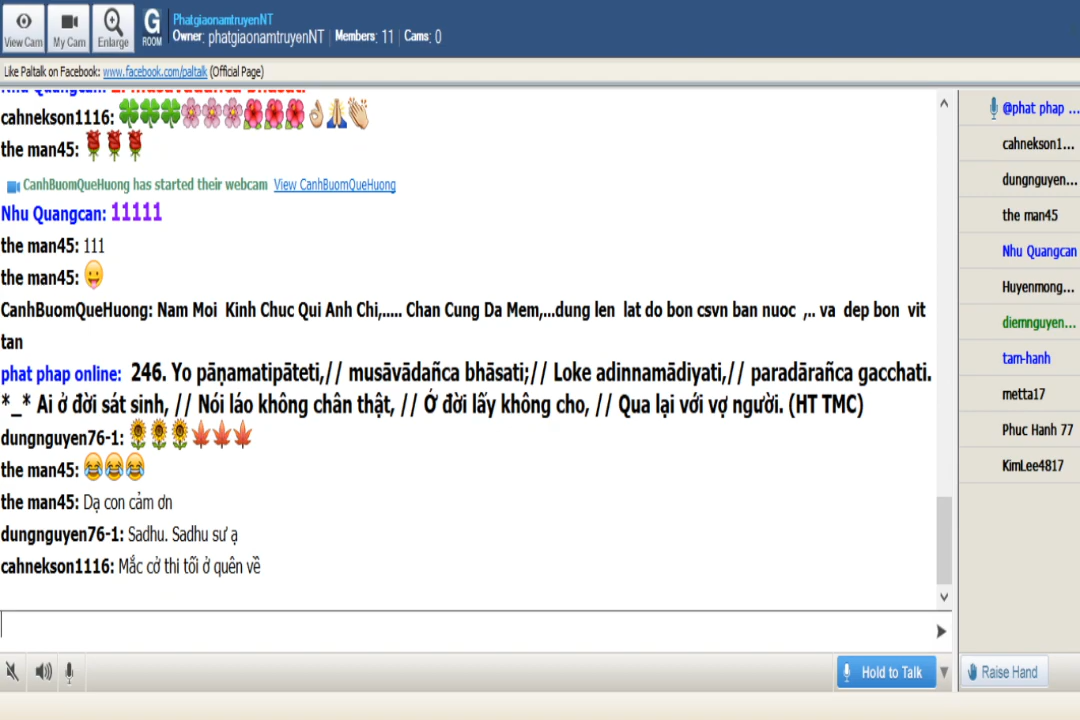 PhatgiaonamtruyenNT
Owner: phatgiaonamtruyenNT | Members: 11 | Cams: 0
View Cam My Cam Enlarge G ROOM
Like Paltalk on Facebook: www.facebook.com/paltalk (Official Page)
cahnekson1116: 🍀🍀🍀🌸🌸🌸🌺🌺🌺👌🙏👏
the man45: 🌹🌹🌹
CanhBuomQueHuong has started their webcam View CanhBuomQueHuong
Nhu Quangcan: 11111
the man45: 111
the man45: 😛
CanhBuomQueHuong: Nam Moi Kinh Chuc Qui Anh Chi,..... Chan Cung Da Mem,...dung len lat do bon csvn ban nuoc ,.. va dep bon vit
tan
phat phap online: 246. Yo pāṇamatipāteti,// musāvādañca bhāsati;// Loke adinnamādiyati,// paradārañca gacchati.
*_* Ai ở đời sát sinh, // Nói láo không chân thật, // Ở đời lấy không cho, // Qua lại với vợ người. (HT TMC)
dungnguyen76-1: 🌻🌻🌻🍁🍁🍁
the man45: 😂😂😂
the man45: Dạ con cảm ơn
dungnguyen76-1: Sadhu. Sadhu sư ạ
cahnekson1116: Mắc cở thi tối ở quên về
@phat phap ...
cahnekson1...
dungnguyen...
the man45
Nhu Quangcan
Huyenmong...
diemnguyen...
tam-hanh
metta17
Phuc Hanh 77
KimLee4817
Hold to Talk
Raise Hand